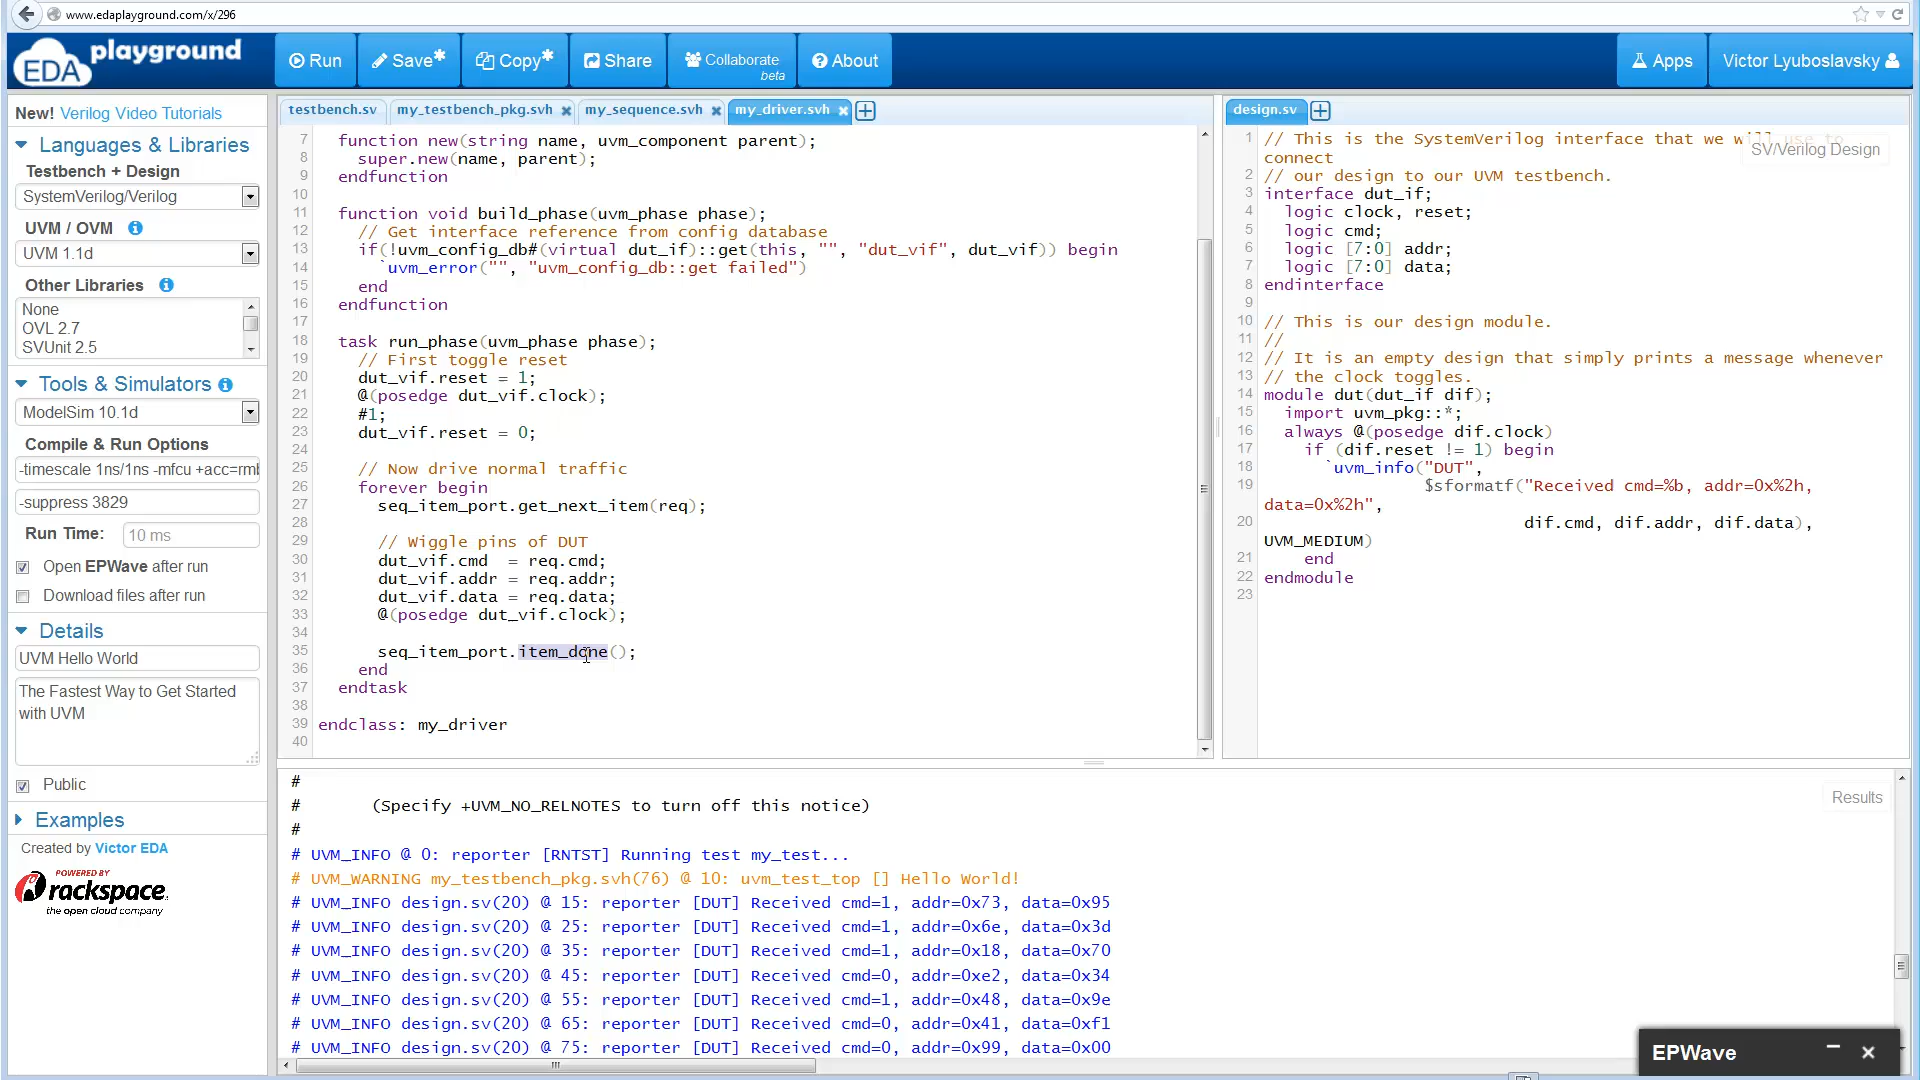 www.edaplayground.com/x/296
EDA playground
Run
Save*
Copy*
Share
Collaborate
beta
About
Apps
Victor Lyuboslavsky
New! Verilog Video Tutorials
Languages & Libraries
Testbench + Design
SystemVerilog/Verilog
UVM / OVM
UVM 1.1d
Other Libraries
None
OVL 2.7
SVUnit 2.5
Tools & Simulators
ModelSim 10.1d
Compile & Run Options
-timescale 1ns/1ns -mfcu +acc=rmb
-suppress 3829
Run Time: 10 ms
Open EPWave after run
Download files after run
Details
UVM Hello World
The Fastest Way to Get Started
with UVM
Public
Examples
Created by Victor EDA
POWERED BY
rackspace.
the open cloud company
testbench.sv my_testbench_pkg.svh my_sequence.svh my_driver.svh
7 function new(string name, uvm_component parent);
8 super.new(name, parent);
9 endfunction
10
11 function void build_phase(uvm_phase phase);
12 // Get interface reference from config database
13 if(!uvm_config_db#(virtual dut_if)::get(this, "", "dut_vif", dut_vif)) begin
14 `uvm_error("", "uvm_config_db::get failed")
15 end
16 endfunction
17
18 task run_phase(uvm_phase phase);
19 // First toggle reset
20 dut_vif.reset = 1;
21 @(posedge dut_vif.clock);
22 #1;
23 dut_vif.reset = 0;
24
25 // Now drive normal traffic
26 forever begin
27 seq_item_port.get_next_item(req);
28
29 // Wiggle pins of DUT
30 dut_vif.cmd  = req.cmd;
31 dut_vif.addr = req.addr;
32 dut_vif.data = req.data;
33 @(posedge dut_vif.clock);
34
35 seq_item_port.item_done();
36 end
37 endtask
38
39 endclass: my_driver
40
design.sv
SV/Verilog Design
1 // This is the SystemVerilog interface that we will use to
connect
2 // our design to our UVM testbench.
3 interface dut_if;
4 logic clock, reset;
5 logic cmd;
6 logic [7:0] addr;
7 logic [7:0] data;
8 endinterface
9
10 // This is our design module.
11 //
12 // It is an empty design that simply prints a message whenever
13 // the clock toggles.
14 module dut(dut_if dif);
15 import uvm_pkg::*;
16 always @(posedge dif.clock)
17 if (dif.reset != 1) begin
18 `uvm_info("DUT",
19 $sformatf("Received cmd=%b, addr=0x%2h,
data=0x%2h",
20 dif.cmd, dif.addr, dif.data),
UVM_MEDIUM)
21 end
22 endmodule
23
Results
#
# (Specify +UVM_NO_RELNOTES to turn off this notice)
#
# UVM_INFO @ 0: reporter [RNTST] Running test my_test...
# UVM_WARNING my_testbench_pkg.svh(76) @ 10: uvm_test_top [] Hello World!
# UVM_INFO design.sv(20) @ 15: reporter [DUT] Received cmd=1, addr=0x73, data=0x95
# UVM_INFO design.sv(20) @ 25: reporter [DUT] Received cmd=1, addr=0x6e, data=0x3d
# UVM_INFO design.sv(20) @ 35: reporter [DUT] Received cmd=1, addr=0x18, data=0x70
# UVM_INFO design.sv(20) @ 45: reporter [DUT] Received cmd=0, addr=0xe2, data=0x34
# UVM_INFO design.sv(20) @ 55: reporter [DUT] Received cmd=1, addr=0x48, data=0x9e
# UVM_INFO design.sv(20) @ 65: reporter [DUT] Received cmd=0, addr=0x41, data=0xf1
# UVM_INFO design.sv(20) @ 75: reporter [DUT] Received cmd=0, addr=0x99, data=0x00
EPWave